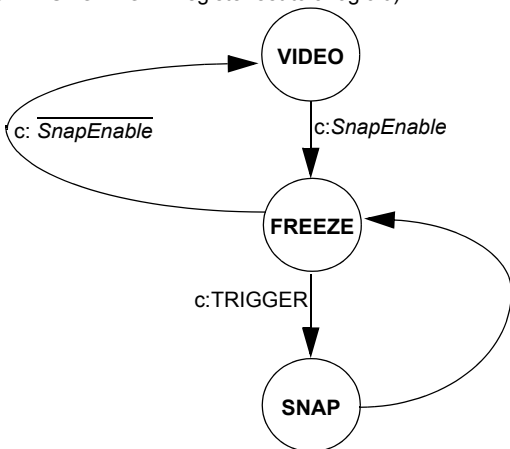 VIDEO
c: SnapEnable
c:SnapEnable
FREEZE
c:TRIGGER
SNAP